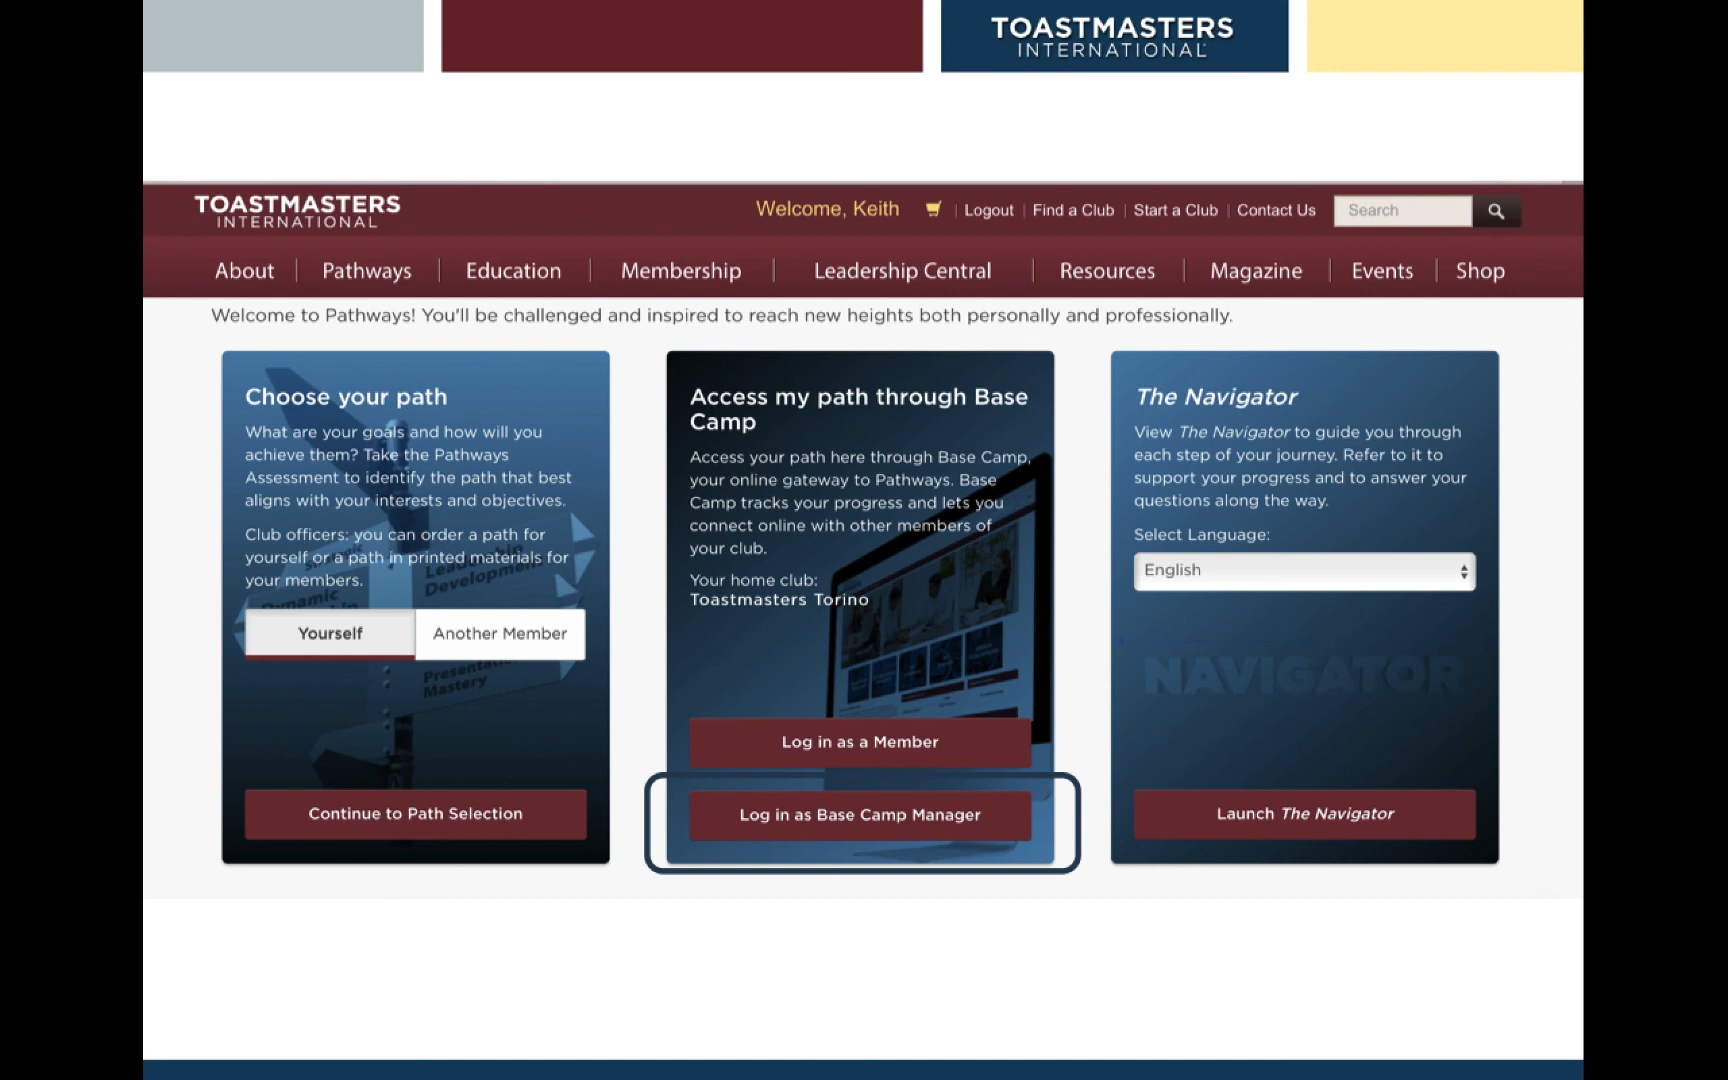 TOASTMASTERS
INTERNATIONAL
TOASTMASTERS
INTERNATIONAL
Welcome, Keith
Logout
Find a Club
Start a Club
Contact Us
Search
About
Pathways
Education
Membership
Leadership Central
Resources
Magazine
Events
Shop
Welcome to Pathways! You'll be challenged and inspired to reach new heights both personally and professionally.
Choose your path
What are your goals and how will you
achieve them? Take the Pathways
Assessment to identify the path that best
aligns with your interests and objectives.
Club officers: you can order a path for
yourself or a path in printed materials for
your members.
Leadership
Development
Dynamic
Yourself
Another Member
Presentation
Mastery
Continue to Path Selection
Access my path through Base
Camp
Access your path here through Base Camp,
your online gateway to Pathways. Base
Camp tracks your progress and lets you
connect online with other members of
your club.
Your home club:
Toastmasters Torino
Log in as a Member
Log in as Base Camp Manager
The Navigator
View The Navigator to guide you through
each step of your journey. Refer to it to
support your progress and to answer your
questions along the way.
Select Language:
English
NAVIGATOR
Launch The Navigator